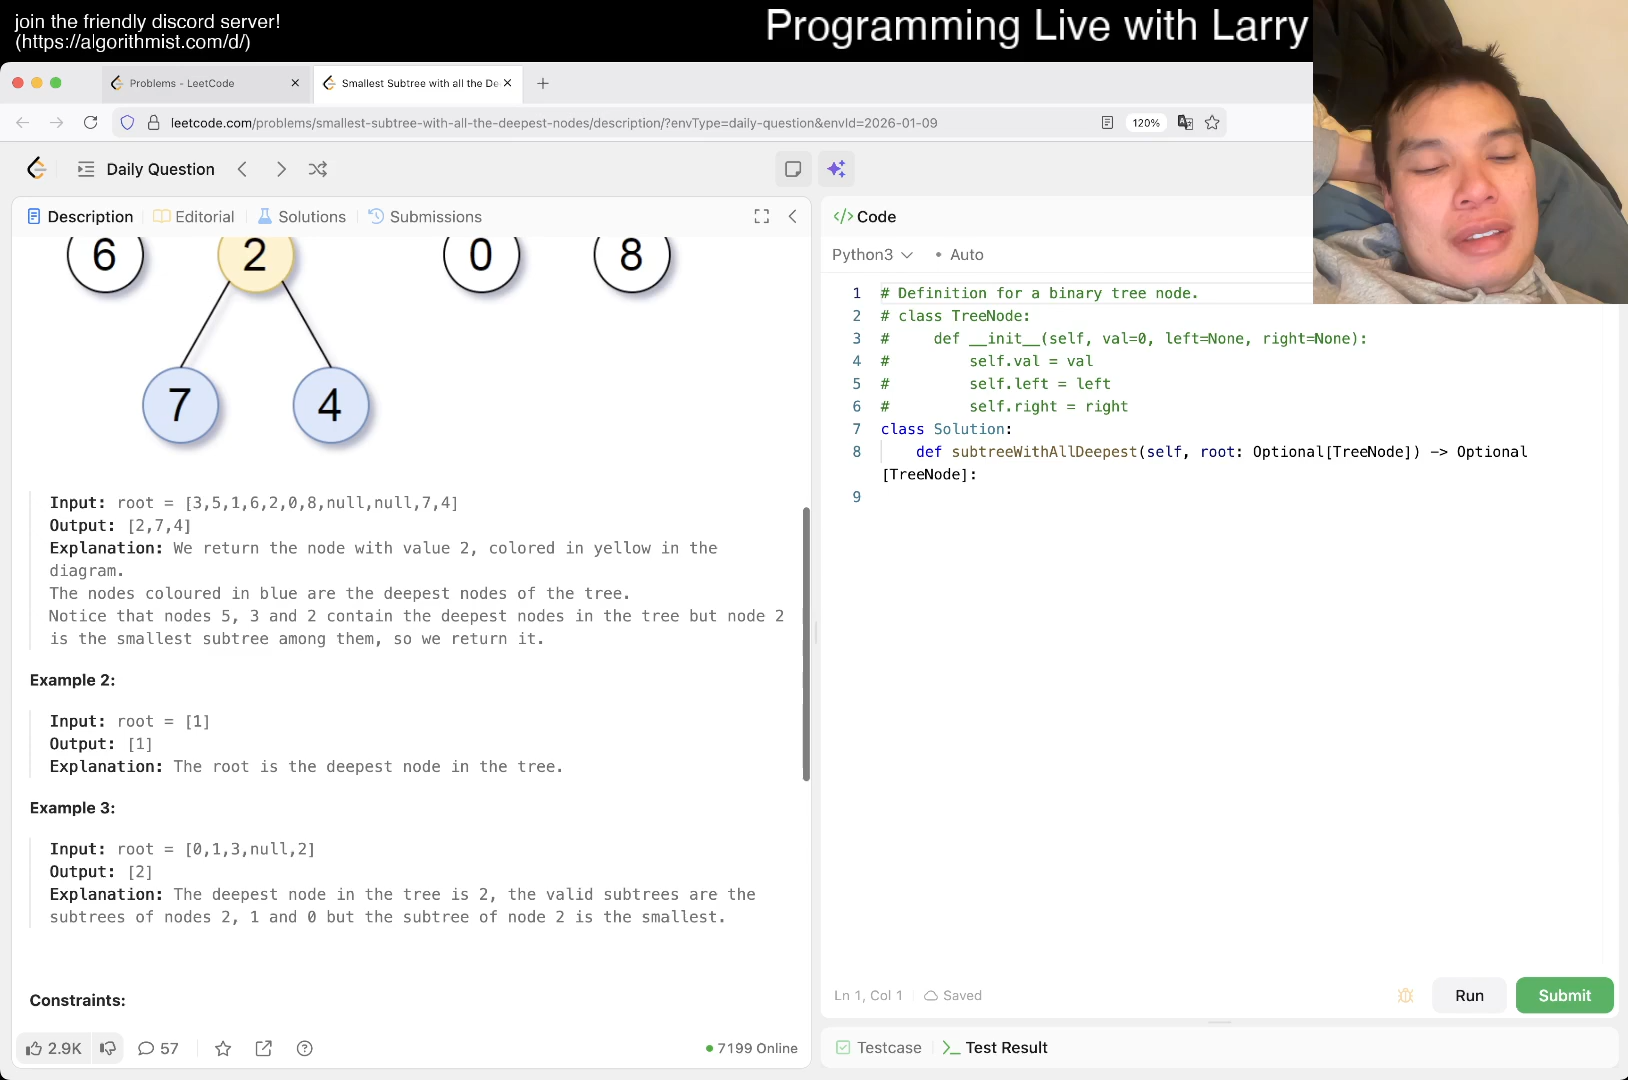 join the friendly discord server!
(https://algorithmist.com/d/)
Programming Live with Larry
Problems - LeetCode
Smallest Subtree with all the De
leetcode.com/problems/smallest-subtree-with-all-the-deepest-nodes/description/?envType=daily-question&envId=2026-01-09
120%
Daily Question
Description
Editorial
Solutions
Submissions
6
2
0
8
7
4
Input: root = [3,5,1,6,2,0,8,null,null,7,4]
Output: [2,7,4]
Explanation: We return the node with value 2, colored in yellow in the
diagram.
The nodes coloured in blue are the deepest nodes of the tree.
Notice that nodes 5, 3 and 2 contain the deepest nodes in the tree but node 2
is the smallest subtree among them, so we return it.
Example 2:
Input: root = [1]
Output: [1]
Explanation: The root is the deepest node in the tree.
Example 3:
Input: root = [0,1,3,null,2]
Output: [2]
Explanation: The deepest node in the tree is 2, the valid subtrees are the
subtrees of nodes 2, 1 and 0 but the subtree of node 2 is the smallest.
Constraints:
2.9K
57
7199 Online
</> Code
Python3
• Auto
1 # Definition for a binary tree node.
2 # class TreeNode:
3 #     def __init__(self, val=0, left=None, right=None):
4 #         self.val = val
5 #         self.left = left
6 #         self.right = right
7 class Solution:
8     def subtreeWithAllDeepest(self, root: Optional[TreeNode]) -> Optional
[TreeNode]:
9
Ln 1, Col 1
Saved
Run
Submit
Testcase
>_ Test Result